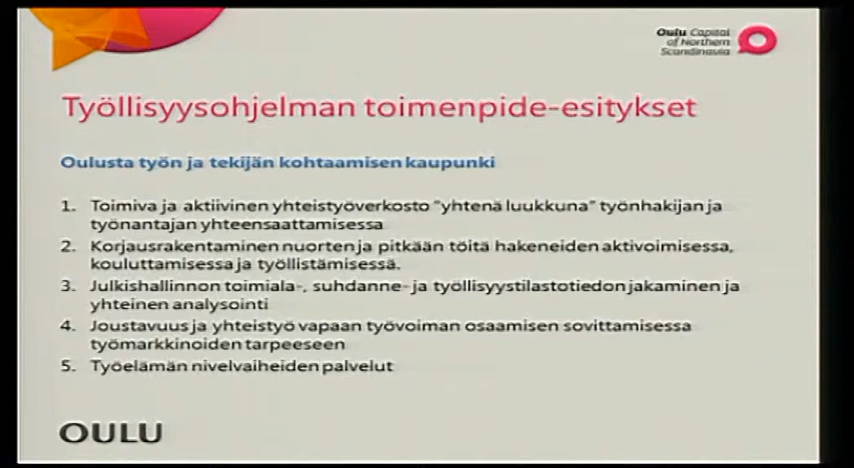 Oulu Capital
of Northern
Scandinavia
Työllisyysohjelman toimenpide-esitykset
Oulusta työn ja tekijän kohtaamisen kaupunki
1. Toimiva ja aktiivinen yhteistyöverkosto "yhtenä luukkuna" työnhakijan ja
työnantajan yhteensaattamisessa
2. Korjausrakentaminen nuorten ja pitkään töitä hakeneiden aktivoimisessa,
kouluttamisessa ja työllistämisessä.
3. Julkishallinnon toimiala-, suhdanne- ja työllisyystilastotiedon jakaminen ja
yhteinen analysointi
4. Joustavuus ja yhteistyö vapaan työvoiman osaamisen sovittamisessa
työmarkkinoiden tarpeeseen
5. Työelämän nivelvaiheiden palvelut
OULU